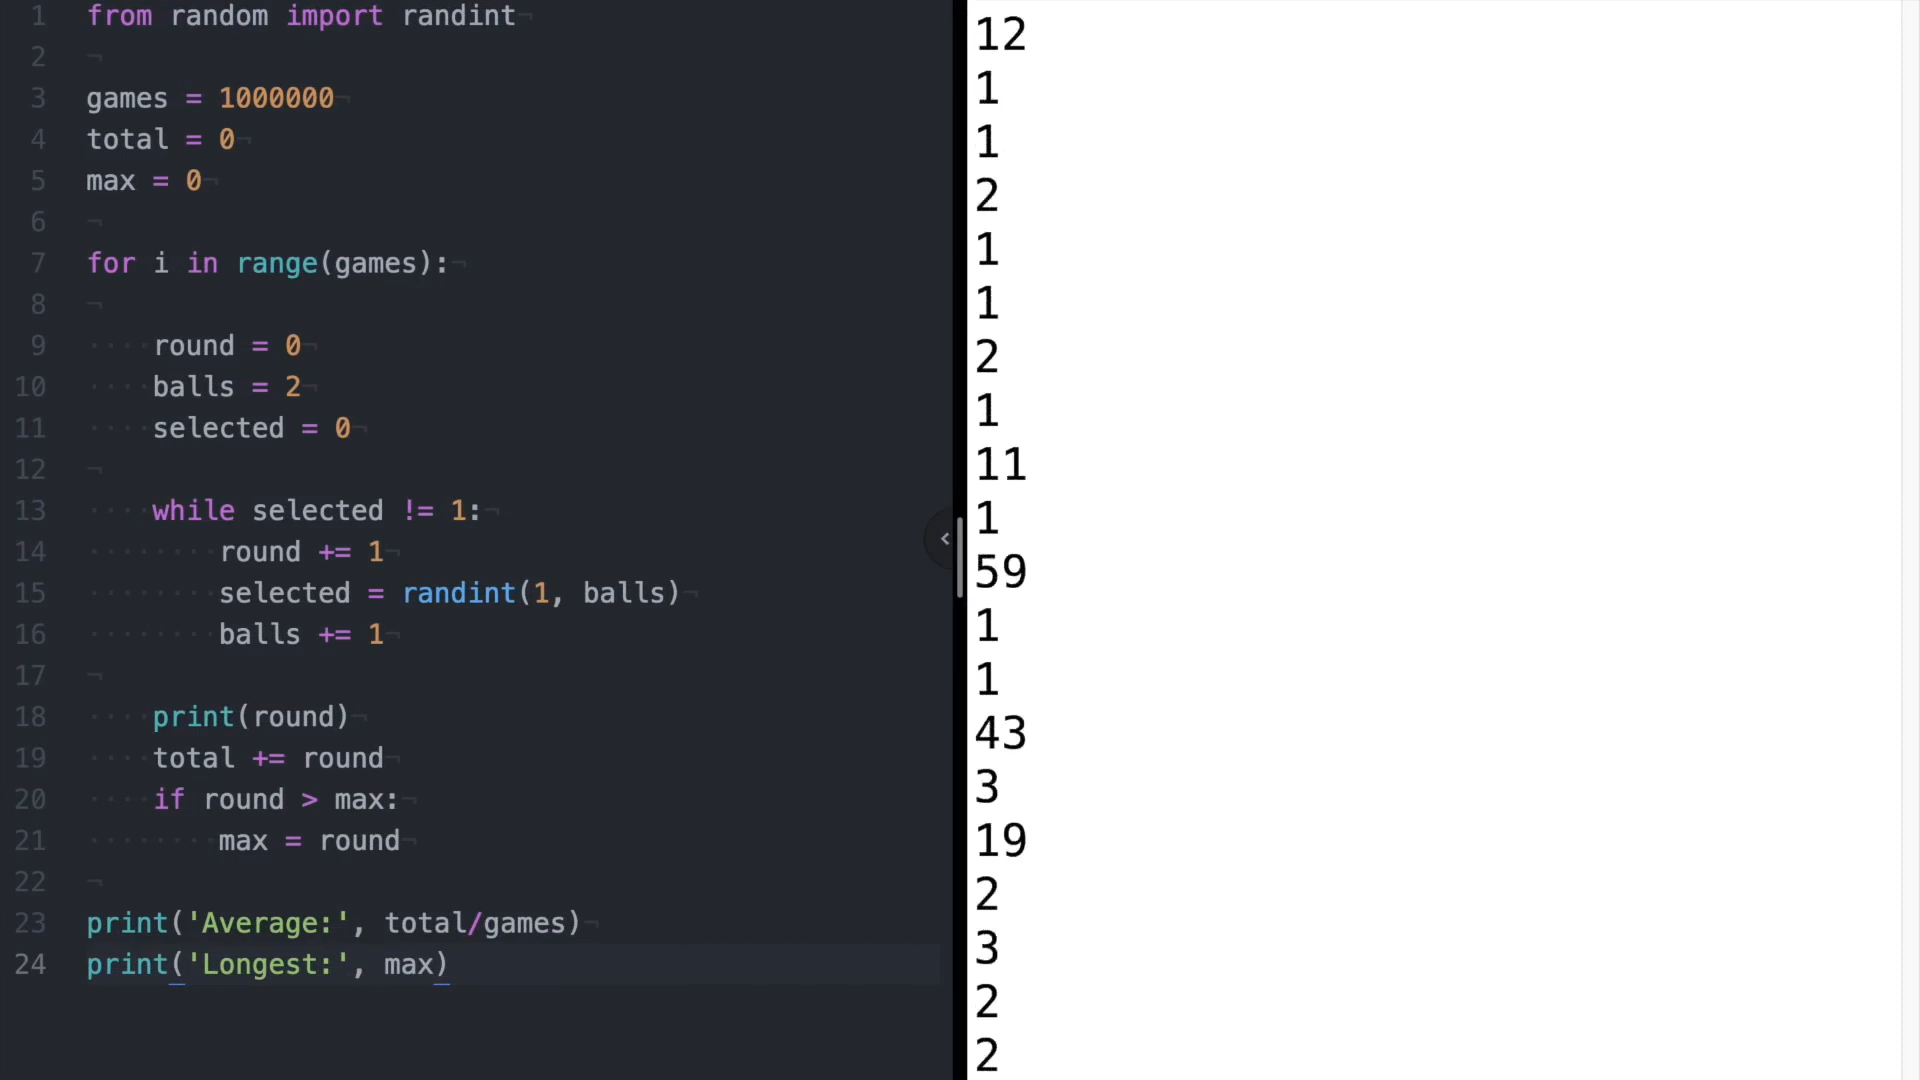 1 from random import randint¬
2 ¬
3 games = 1000000¬
4 total = 0¬
5 max = 0¬
6 ¬
7 for i in range(games):¬
8 ¬
9 ····round = 0¬
10 ····balls = 2¬
11 ····selected = 0¬
12 ¬
13 ····while selected != 1:¬
14 ········round += 1¬
15 ········selected = randint(1, balls)¬
16 ········balls += 1¬
17 ¬
18 ····print(round)¬
19 ····total += round¬
20 ····if round > max:¬
21 ········max = round¬
22 ¬
23 print('Average:', total/games)¬
24 print('Longest:', max)
12
1
1
2
1
1
2
1
11
1
59
1
1
43
3
19
2
3
2
2